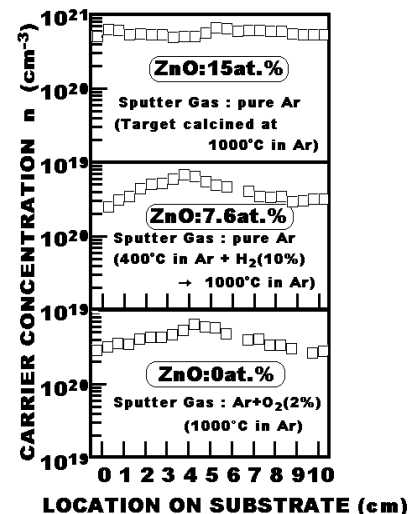 CARRIER CONCENTRATION n (cm-3)
10^21
ZnO:15at.%
10^20
Sputter Gas : pure Ar
(Target calcined at
1000°C in Ar)
10^19
ZnO:7.6at.%
10^20
Sputter Gas : pure Ar
(400°C in Ar + H2(10%)
→ 1000°C in Ar)
10^19
ZnO:0at.%
10^20
Sputter Gas : Ar+O2(2%)
(1000°C in Ar)
10^19
0 1 2 3 4 5 6 7 8 9 10
LOCATION ON SUBSTRATE (cm)